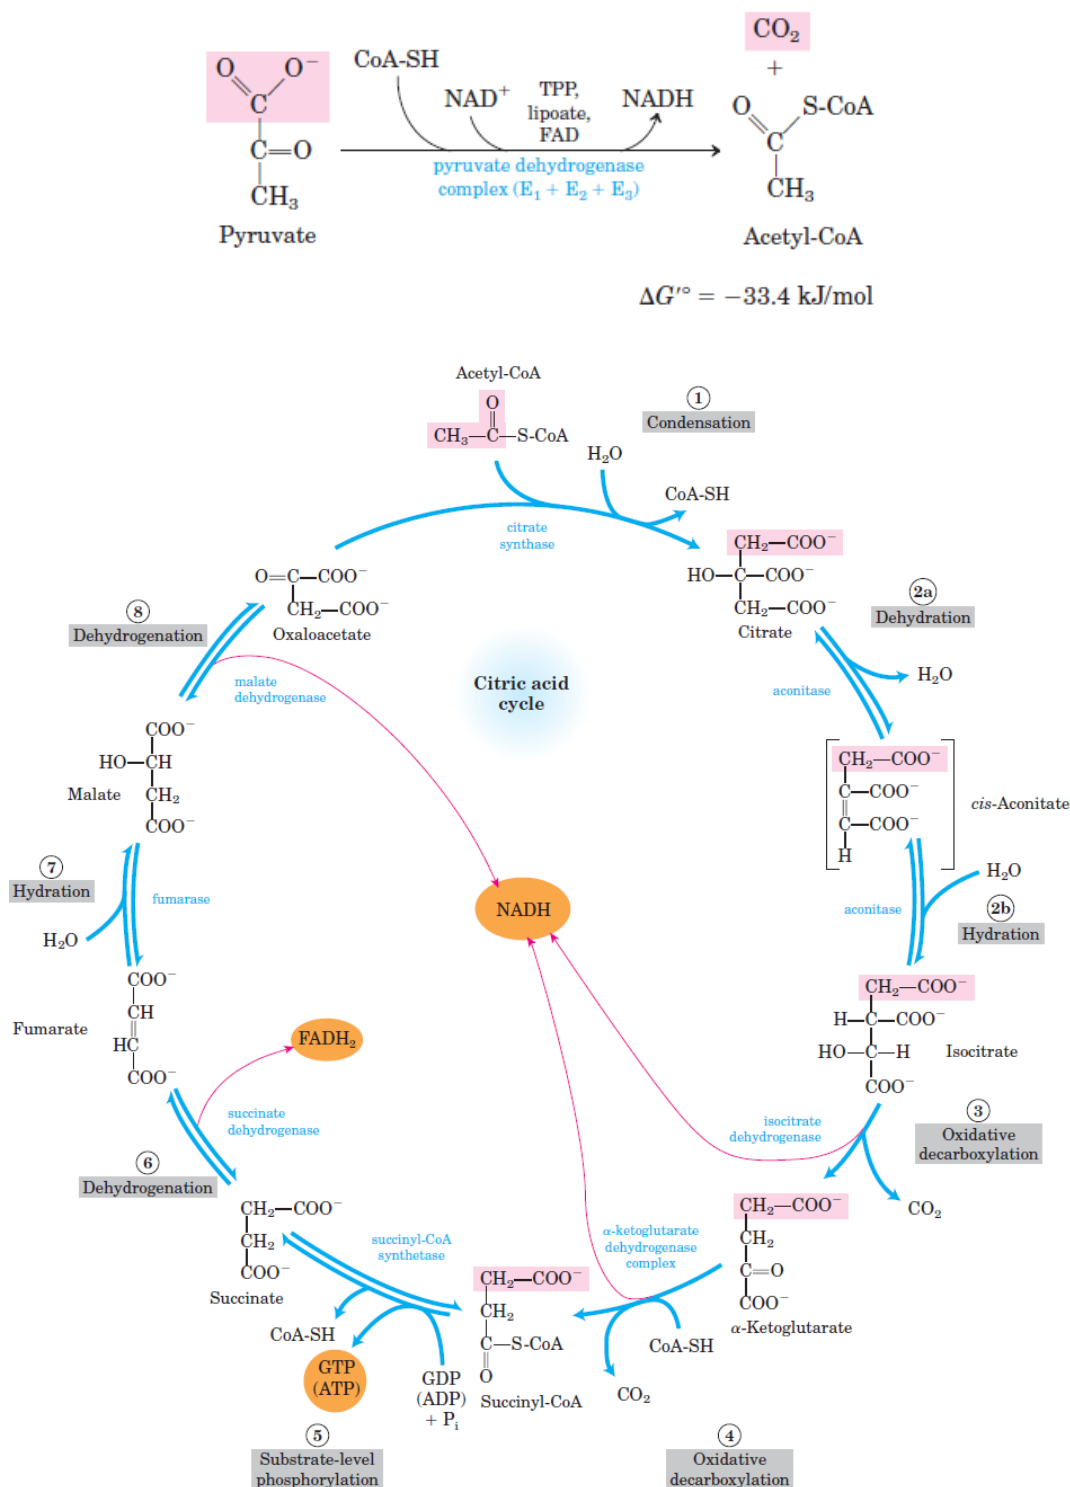 CO₂
+
O
O⁻
C
C=O
CH₃
Pyruvate
CoA-SH
NAD⁺
TPP,
lipoate,
FAD
NADH
pyruvate dehydrogenase
complex (E₁ + E₂ + E₃)
O
S-CoA
C
CH₃
Acetyl-CoA
ΔG′° = −33.4 kJ/mol
Acetyl-CoA
O
CH₃—C—S-CoA
1
Condensation
H₂O
CoA-SH
citrate
synthase
CH₂—COO⁻
HO—C—COO⁻
CH₂—COO⁻
Citrate
O=C—COO⁻
CH₂—COO⁻
Oxaloacetate
2a
Dehydration
H₂O
aconitase
8
Dehydrogenation
malate
dehydrogenase
Citric acid
cycle
COO⁻
HO—CH
Malate
CH₂
COO⁻
CH₂—COO⁻
C—COO⁻
C—COO⁻
H
cis-Aconitate
7
Hydration
fumarase
H₂O
NADH
H₂O
aconitase
2b
Hydration
COO⁻
CH
Fumarate
HC
COO⁻
FADH₂
CH₂—COO⁻
H—C—COO⁻
HO—C—H
Isocitrate
COO⁻
succinate
dehydrogenase
isocitrate
dehydrogenase
3
Oxidative
decarboxylation
CO₂
6
Dehydrogenation
CH₂—COO⁻
CH₂
COO⁻
Succinate
succinyl-CoA
synthetase
α-ketoglutarate
dehydrogenase
complex
CH₂—COO⁻
CH₂
C=O
COO⁻
α-Ketoglutarate
CH₂—COO⁻
CH₂
C—S-CoA
O
Succinyl-CoA
CoA-SH
CoA-SH
CO₂
GTP
(ATP)
GDP
(ADP)
+ Pᵢ
5
Substrate-level
phosphorylation
4
Oxidative
decarboxylation